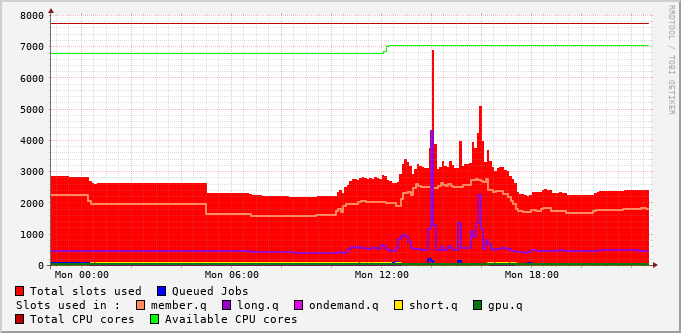 8000
7000
6000
5000
4000
3000
2000
1000
0
Mon 00:00 Mon 06:00 Mon 12:00 Mon 18:00
RRDTOOL / TOBI OETIKER
Total slots used Queued Jobs
Slots used in : member.q long.q ondemand.q short.q gpu.q
Total CPU cores Available CPU cores